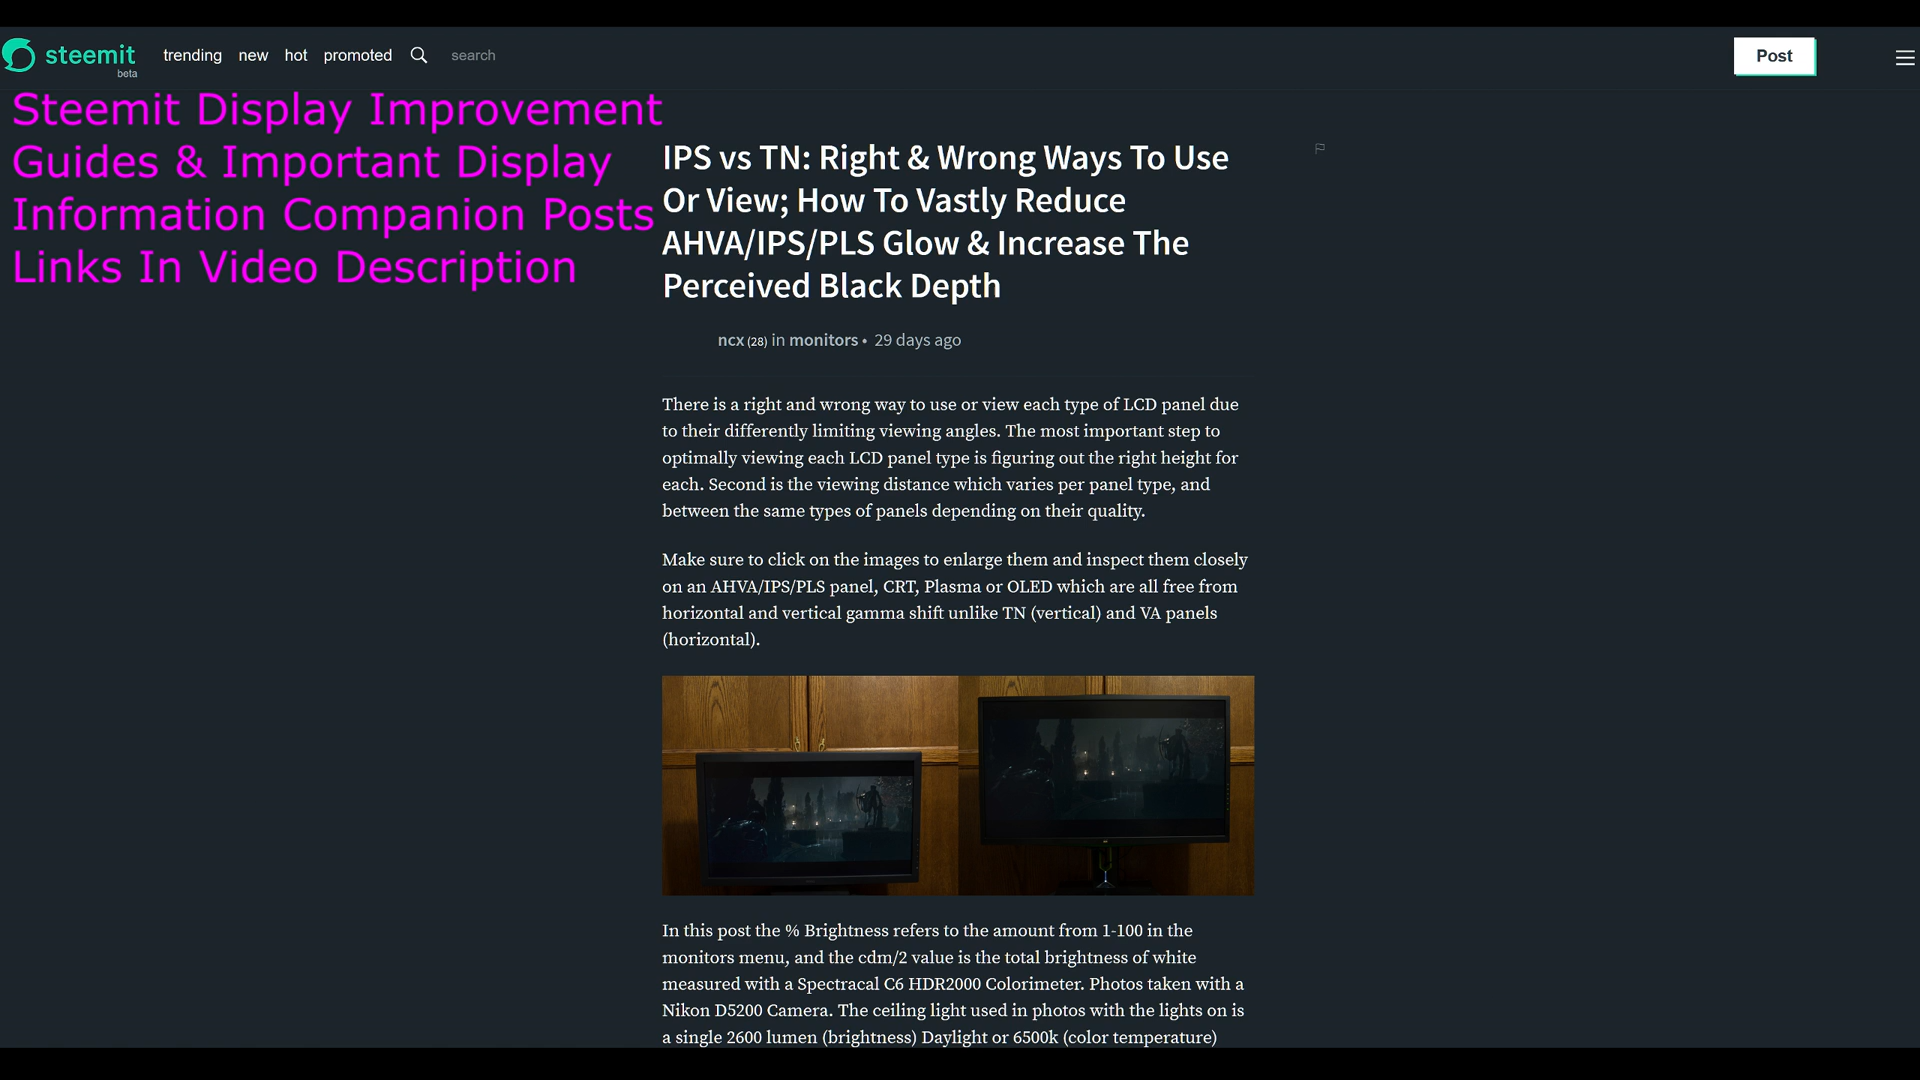 steemit
beta
trending new hot promoted search
Post
Steemit Display Improvement
Guides & Important Display
Information Companion Posts
Links In Video Description
IPS vs TN: Right & Wrong Ways To Use
Or View; How To Vastly Reduce
AHVA/IPS/PLS Glow & Increase The
Perceived Black Depth
ncx (28) in monitors • 29 days ago
There is a right and wrong way to use or view each type of LCD panel due
to their differently limiting viewing angles. The most important step to
optimally viewing each LCD panel type is figuring out the right height for
each. Second is the viewing distance which varies per panel type, and
between the same types of panels depending on their quality.
Make sure to click on the images to enlarge them and inspect them closely
on an AHVA/IPS/PLS panel, CRT, Plasma or OLED which are all free from
horizontal and vertical gamma shift unlike TN (vertical) and VA panels
(horizontal).
In this post the % Brightness refers to the amount from 1-100 in the
monitors menu, and the cdm/2 value is the total brightness of white
measured with a Spectracal C6 HDR2000 Colorimeter. Photos taken with a
Nikon D5200 Camera. The ceiling light used in photos with the lights on is
a single 2600 lumen (brightness) Daylight or 6500k (color temperature)